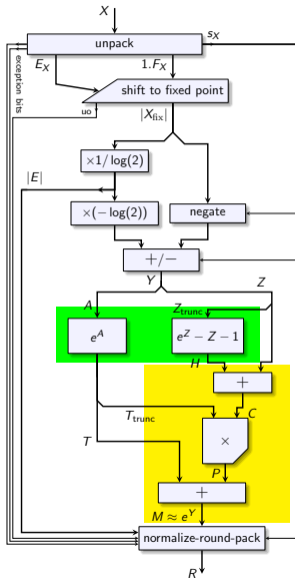 X
unpack
s_X
E_X
1.F_X
exception bits
shift to fixed point
uo
|X_fix|
×1/log(2)
|E|
×(−log(2))
negate
+/−
Y
Z
A
Z_trunc
e^A
e^Z − Z − 1
H
+
T_trunc
C
T
×
P
+
M ≈ e^Y
normalize-round-pack
R